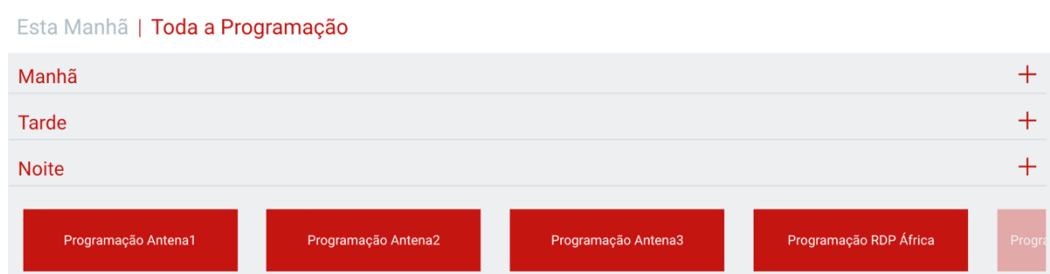 Esta Manhã | Toda a Programação
Manhã
Tarde
Noite
Programação Antena1
Programação Antena2
Programação Antena3
Programação RDP África